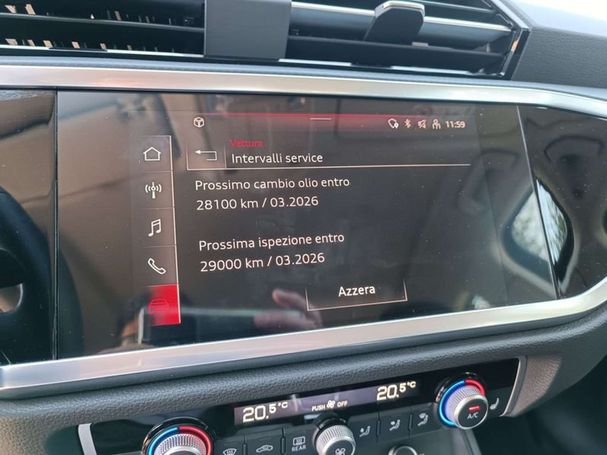 11:59
Vettura
Intervalli service
Prossimo cambio olio entro
28100 km / 03.2026
Prossima ispezione entro
29000 km / 03.2026
Azzera
20.5 °C
PUSH OFF
20.5 °C
A/C
REAR